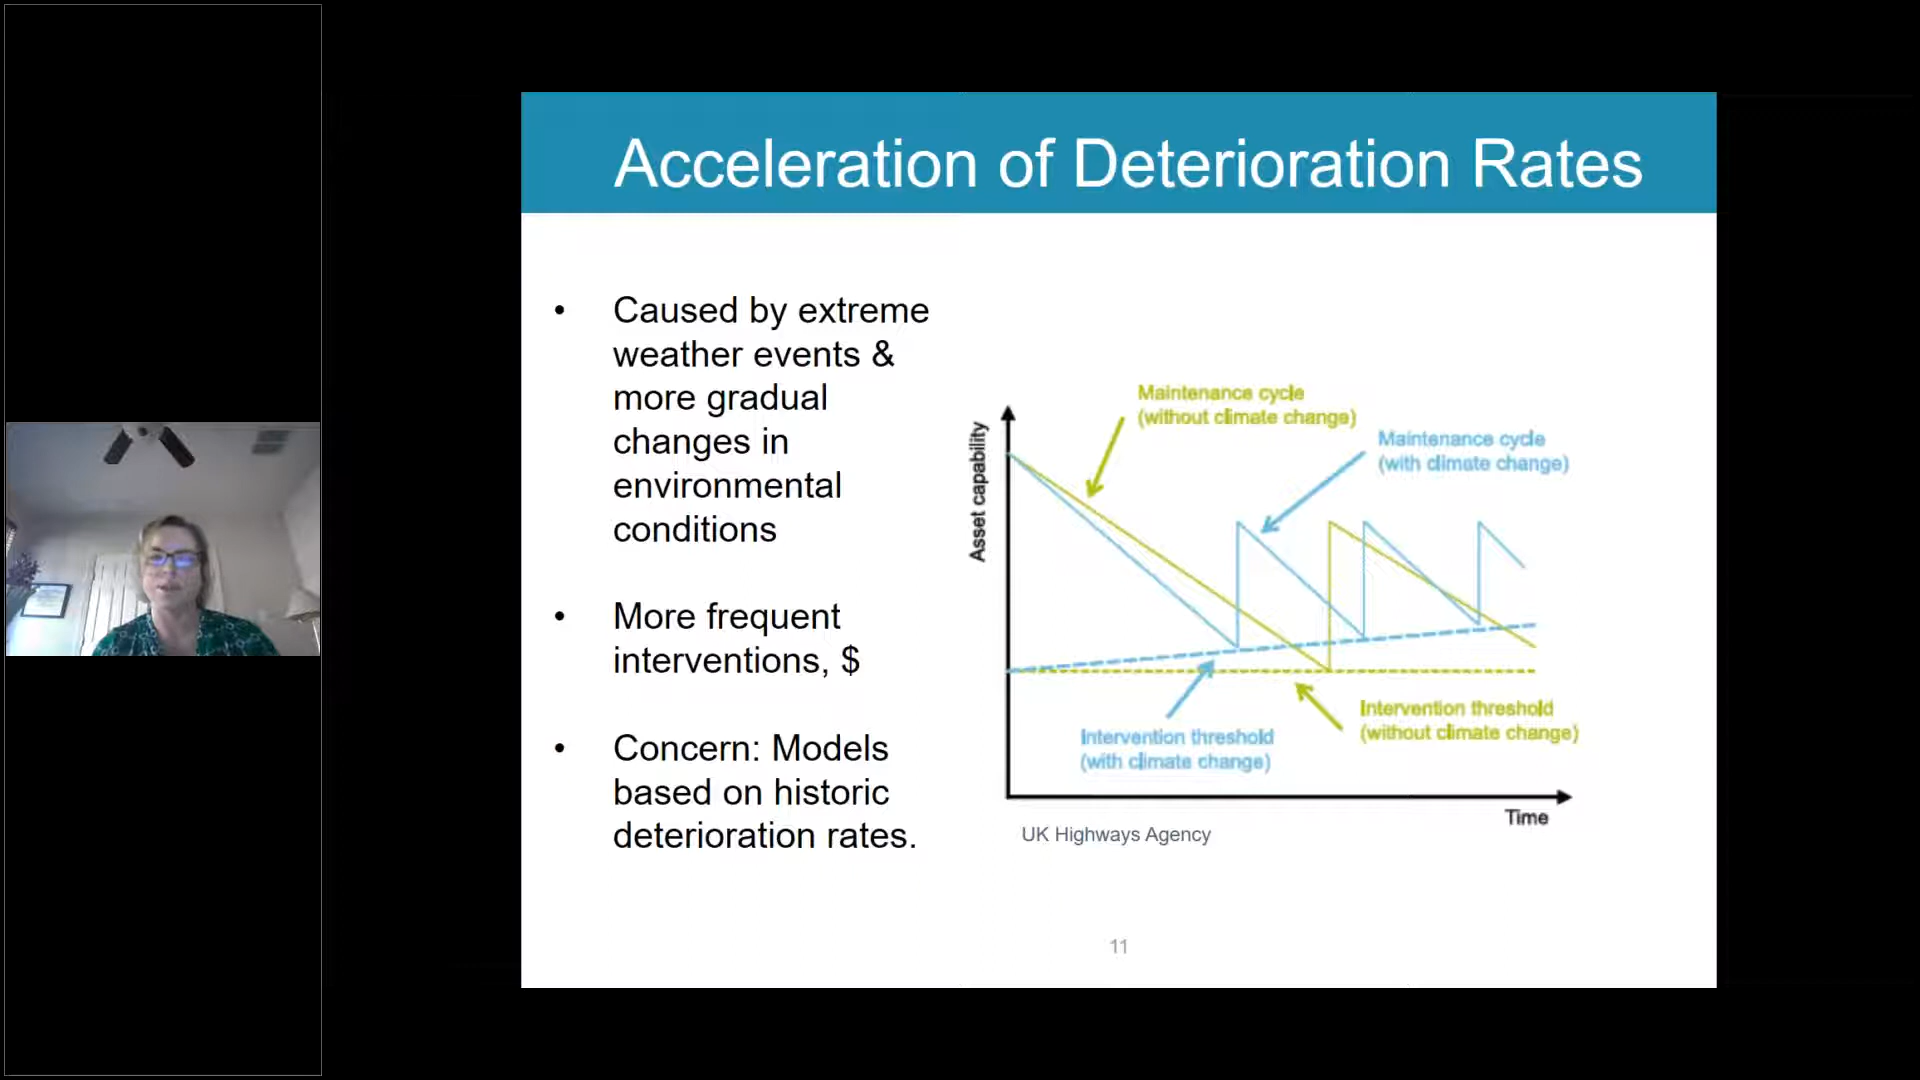 Acceleration of Deterioration Rates
• Caused by extreme
weather events &
more gradual
changes in
environmental
conditions
• More frequent
interventions, $
• Concern: Models
based on historic
deterioration rates.
Maintenance cycle
(without climate change)
Maintenance cycle
(with climate change)
Asset capability
Intervention threshold
(without climate change)
Intervention threshold
(with climate change)
Time
UK Highways Agency
11